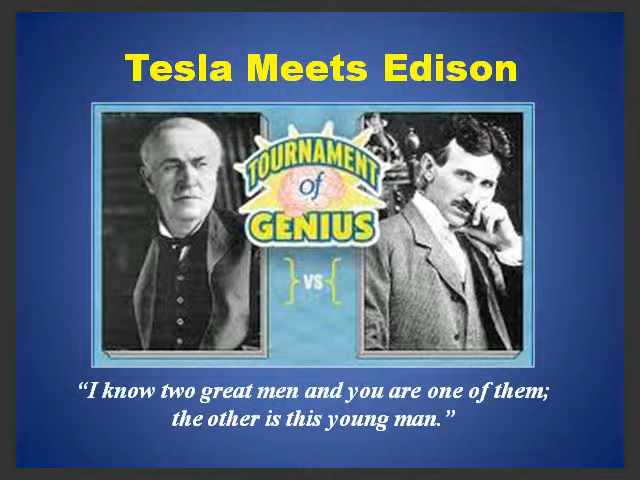 Tesla Meets Edison
TOURNAMENT
of
GENIUS
} VS {
“I know two great men and you are one of them;
the other is this young man.”